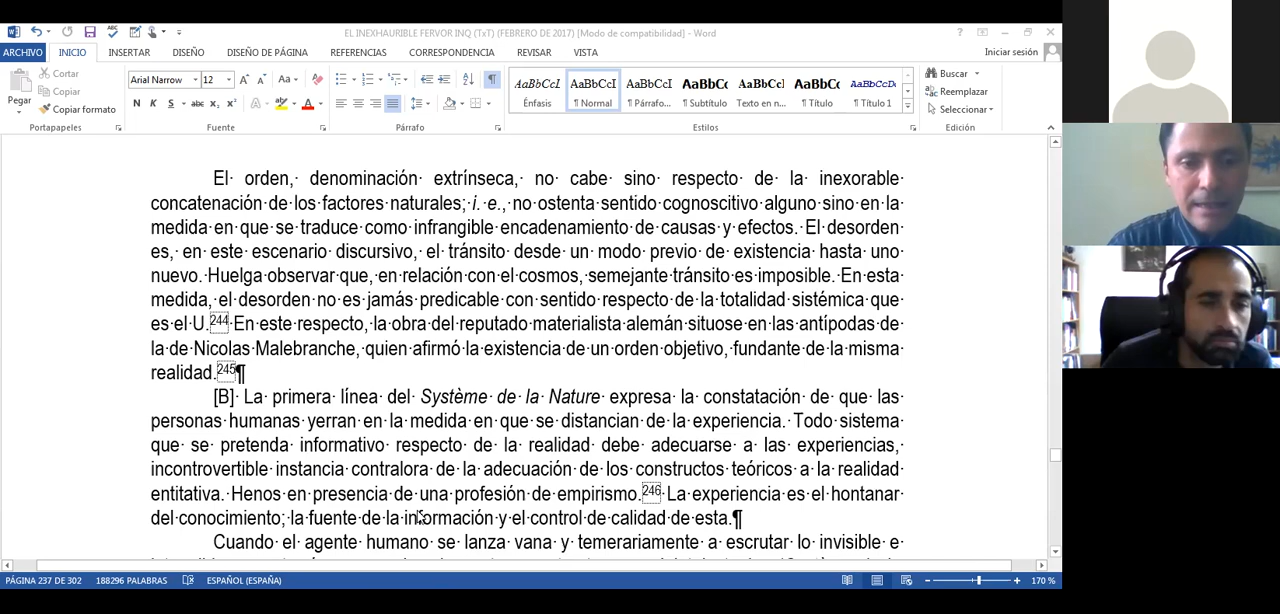 EL INEXHAURIBLE FERVOR INQ (TxT) (FEBRERO DE 2017) [Modo de compatibilidad] - Word
ARCHIVO INICIO INSERTAR DISEÑO DISEÑO DE PÁGINA REFERENCIAS CORRESPONDENCIA REVISAR VISTA Iniciar sesión
Pegar
Cortar
Copiar
Copiar formato
Portapapeles
Arial Narrow 12
Fuente
Párrafo
AaBbCcI AaBbCcI AaBbCcI AaBbCc AaBbCcI AaBbCc AaBbCcDc
Énfasis ¶ Normal ¶ Párrafo... ¶ Subtítulo Texto en n... ¶ Título ¶ Título 1
Estilos
Buscar
Reemplazar
Seleccionar
Edición
El orden, denominación extrínseca, no cabe sino respecto de la inexorable
concatenación de los factores naturales; i. e., no ostenta sentido cognoscitivo alguno sino en la
medida en que se traduce como infrangible encadenamiento de causas y efectos. El desorden
es, en este escenario discursivo, el tránsito desde un modo previo de existencia hasta uno
nuevo. Huelga observar que, en relación con el cosmos, semejante tránsito es imposible. En esta
medida, el desorden no es jamás predicable con sentido respecto de la totalidad sistémica que
es el U.244 En este respecto, la obra del reputado materialista alemán situose en las antípodas de
la de Nicolas Malebranche, quien afirmó la existencia de un orden objetivo, fundante de la misma
realidad.245¶
[B] La primera línea del Système de la Nature expresa la constatación de que las
personas humanas yerran en la medida en que se distancian de la experiencia. Todo sistema
que se pretenda informativo respecto de la realidad debe adecuarse a las experiencias,
incontrovertible instancia contralora de la adecuación de los constructos teóricos a la realidad
entitativa. Henos en presencia de una profesión de empirismo.246 La experiencia es el hontanar
del conocimiento; la fuente de la información y el control de calidad de esta.¶
Cuando el agente humano se lanza vana y temerariamente a escrutar lo invisible e
PÁGINA 237 DE 302 188296 PALABRAS ESPAÑOL (ESPAÑA) 170 %